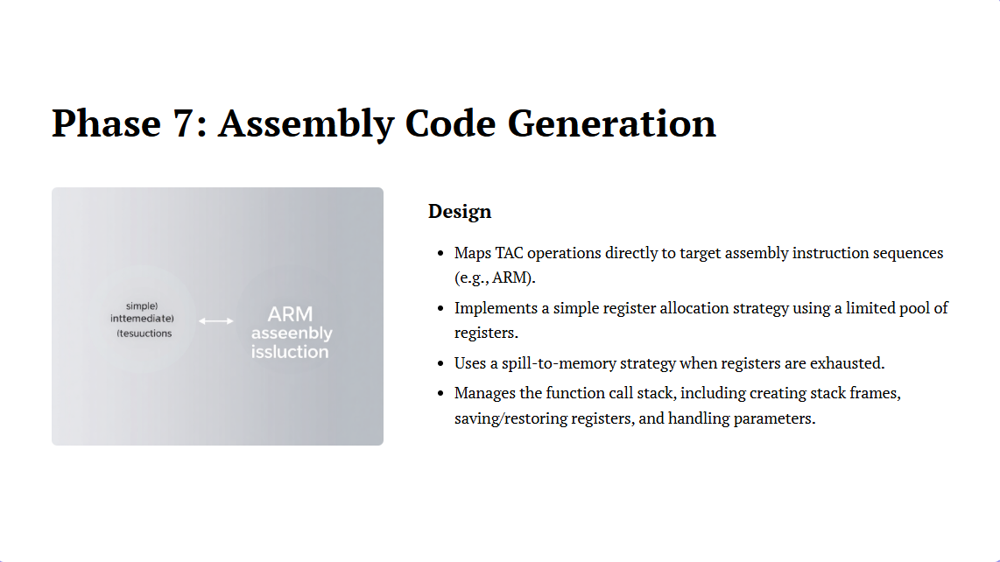 Phase 7: Assembly Code Generation
simple)
inttemediate)
(tesuuctions
ARM
asseenbly
issluction
Design
• Maps TAC operations directly to target assembly instruction sequences
(e.g., ARM).
• Implements a simple register allocation strategy using a limited pool of
registers.
• Uses a spill-to-memory strategy when registers are exhausted.
• Manages the function call stack, including creating stack frames,
saving/restoring registers, and handling parameters.